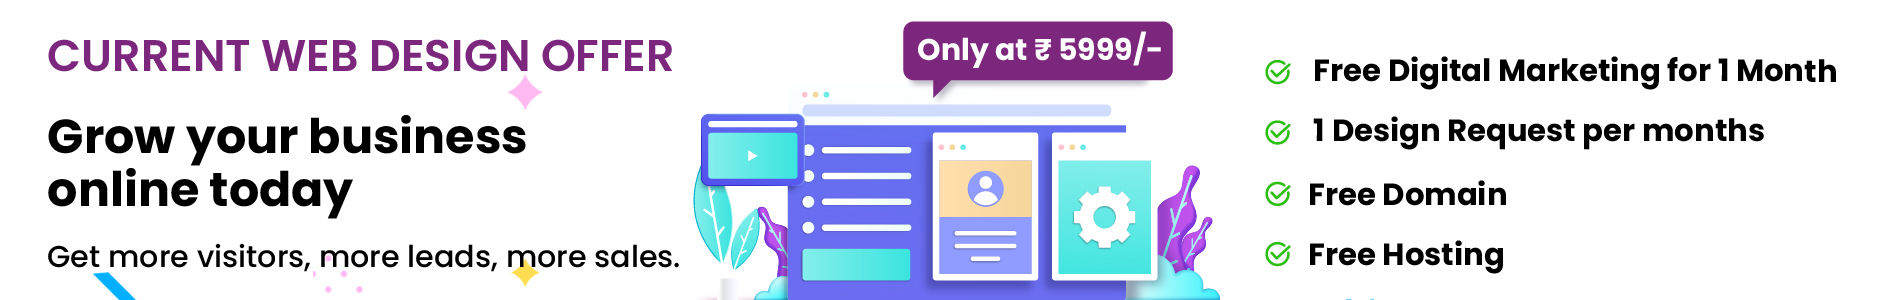 CURRENT WEB DESIGN OFFER
Grow your business
online today
Get more visitors, more leads, more sales.
Only at ₹ 5999/-
Free Digital Marketing for 1 Month
1 Design Request per months
Free Domain
Free Hosting